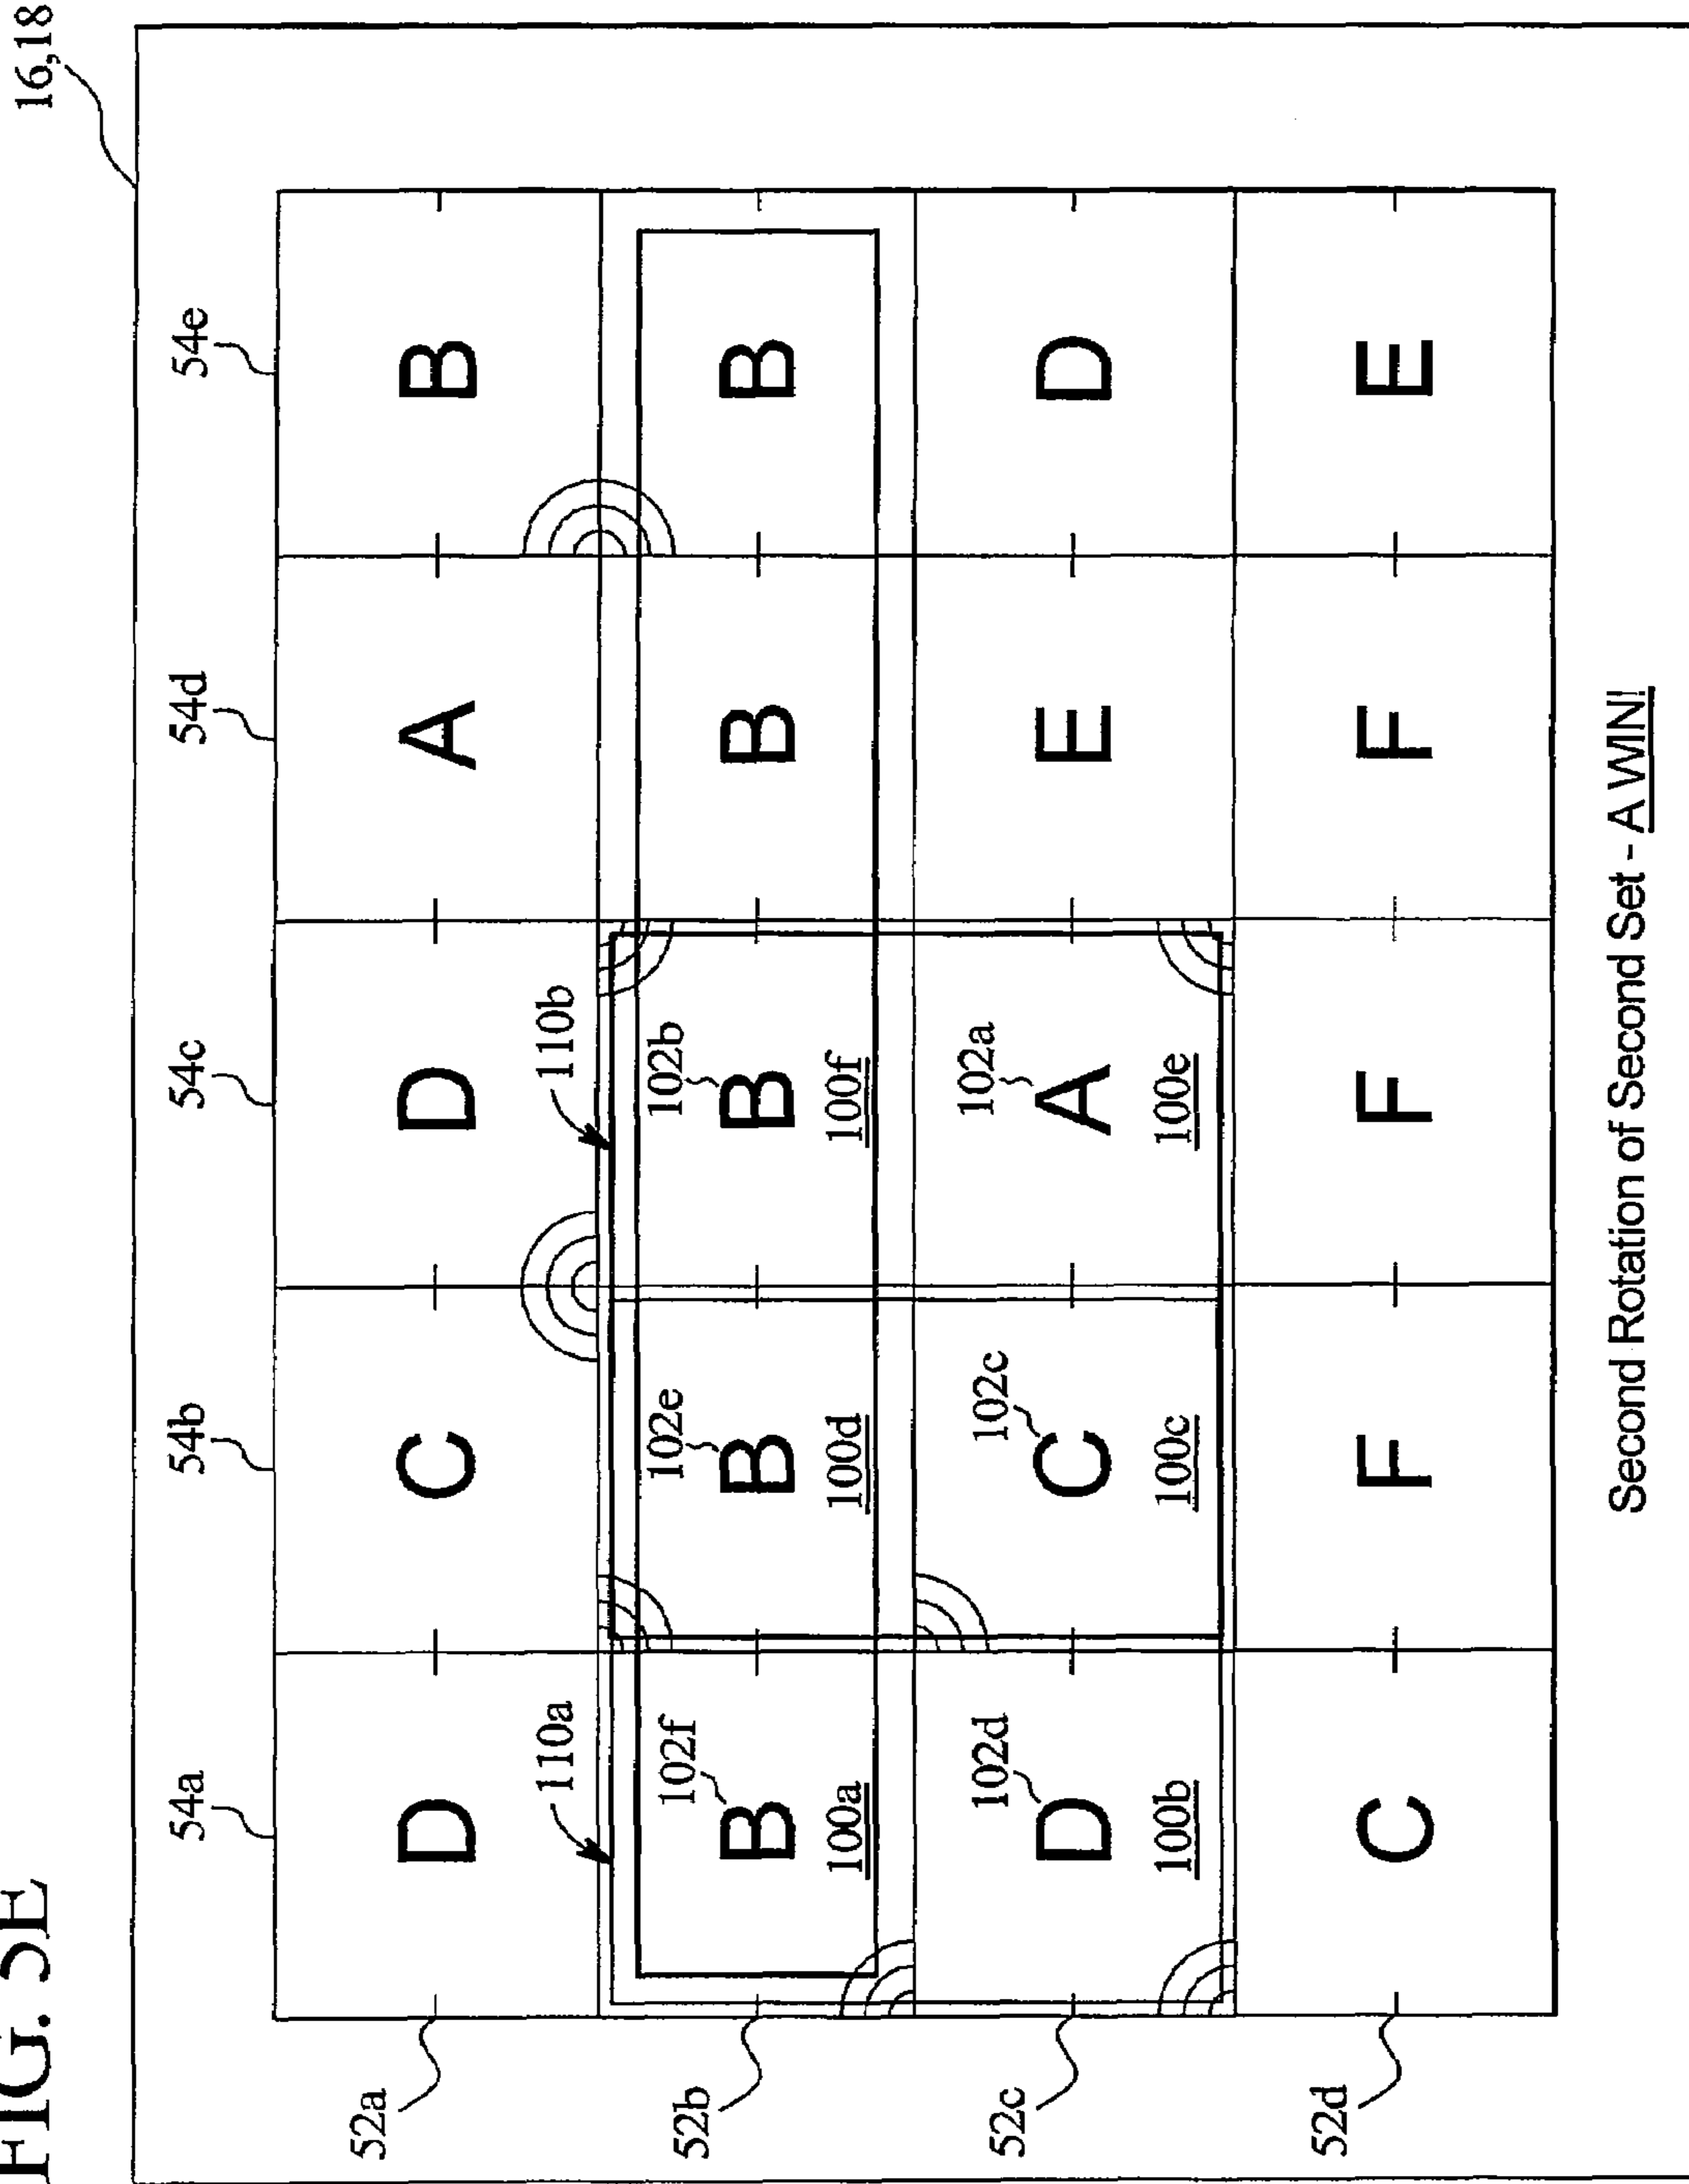 FIG. 5E
16,18
54a 54b 54c 54d 54e
52a D C D A B
110a 110b
102f 102e 102b
52b B B B B B
100a 100d 100f
102d 102c 102a
52c D C A E D
100b 100c 100e
52d C F F F E
Second Rotation of Second Set - A WIN!